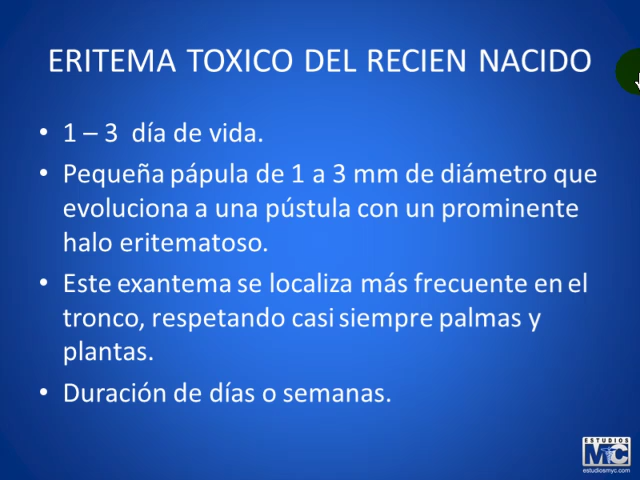 ERITEMA TOXICO DEL RECIEN NACIDO
• 1 – 3 día de vida.
• Pequeña pápula de 1 a 3 mm de diámetro que
evoluciona a una pústula con un prominente
halo eritematoso.
• Este exantema se localiza más frecuente en el
tronco, respetando casi siempre palmas y
plantas.
• Duración de días o semanas.
ESTUDIOS
MyC
estudiosmyc.com